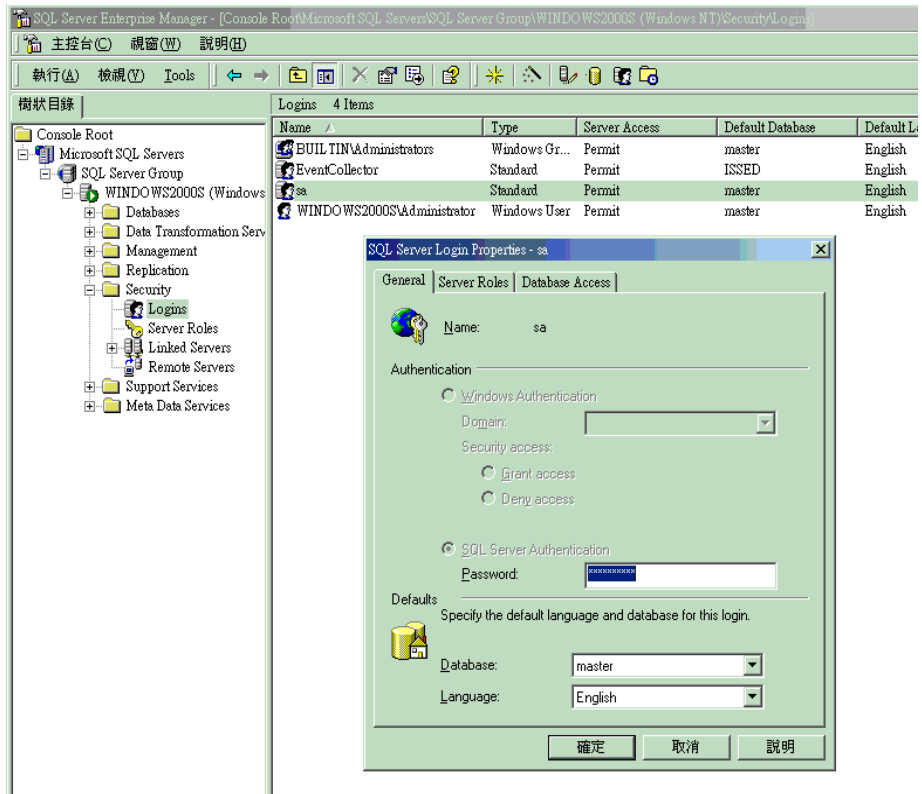 SQL Server Enterprise Manager - [Console Root\Microsoft SQL Servers\SQL Server Group\WINDOWS2000S (Windows NT)\Security\Logins]
主控台(C) 視窗(W) 說明(H)
執行(A) 檢視(V) Tools
樹狀目錄
Console Root
Microsoft SQL Servers
SQL Server Group
WINDOWS2000S (Windows
Databases
Data Transformation Serv
Management
Replication
Security
Logins
Server Roles
Linked Servers
Remote Servers
Support Services
Meta Data Services
Logins 4 Items
Name Type Server Access Default Database Default La
BUILTIN\Administrators Windows Gr... Permit master English
EventCollector Standard Permit ISSED English
sa Standard Permit master English
WINDOWS2000S\Administrator Windows User Permit master English
SQL Server Login Properties - sa
General Server Roles Database Access
Name: sa
Authentication
Windows Authentication
Domain:
Security access:
Grant access
Deny access
SQL Server Authentication
Password: **********
Defaults
Specify the default language and database for this login.
Database: master
Language: English
確定 取消 說明